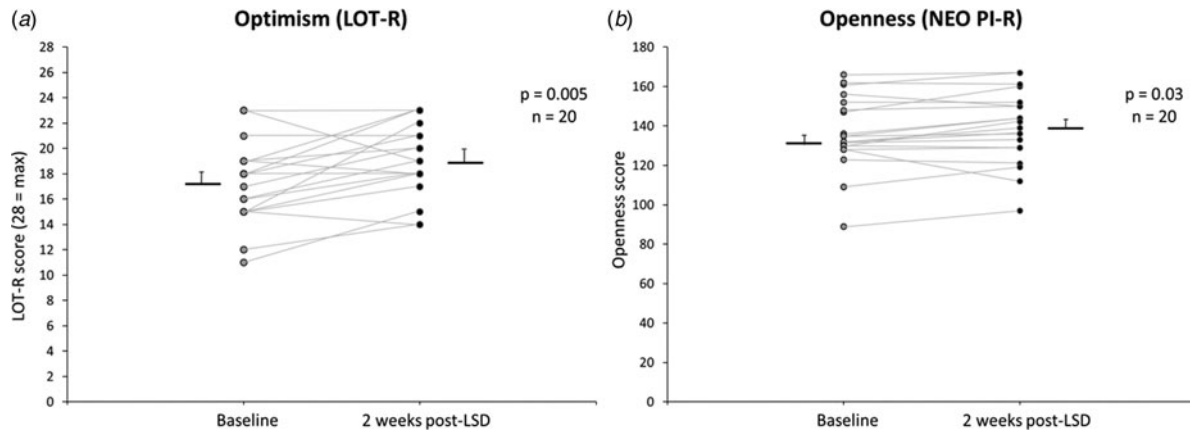 (a)
Optimism (LOT-R)
LOT-R score (28 = max)
28
26
24
22
20
18
16
14
12
10
8
6
4
2
0
p = 0.005
n = 20
Baseline
2 weeks post-LSD
(b)
Openness (NEO PI-R)
Openness score
180
160
140
120
100
80
60
40
20
0
p = 0.03
n = 20
Baseline
2 weeks post-LSD